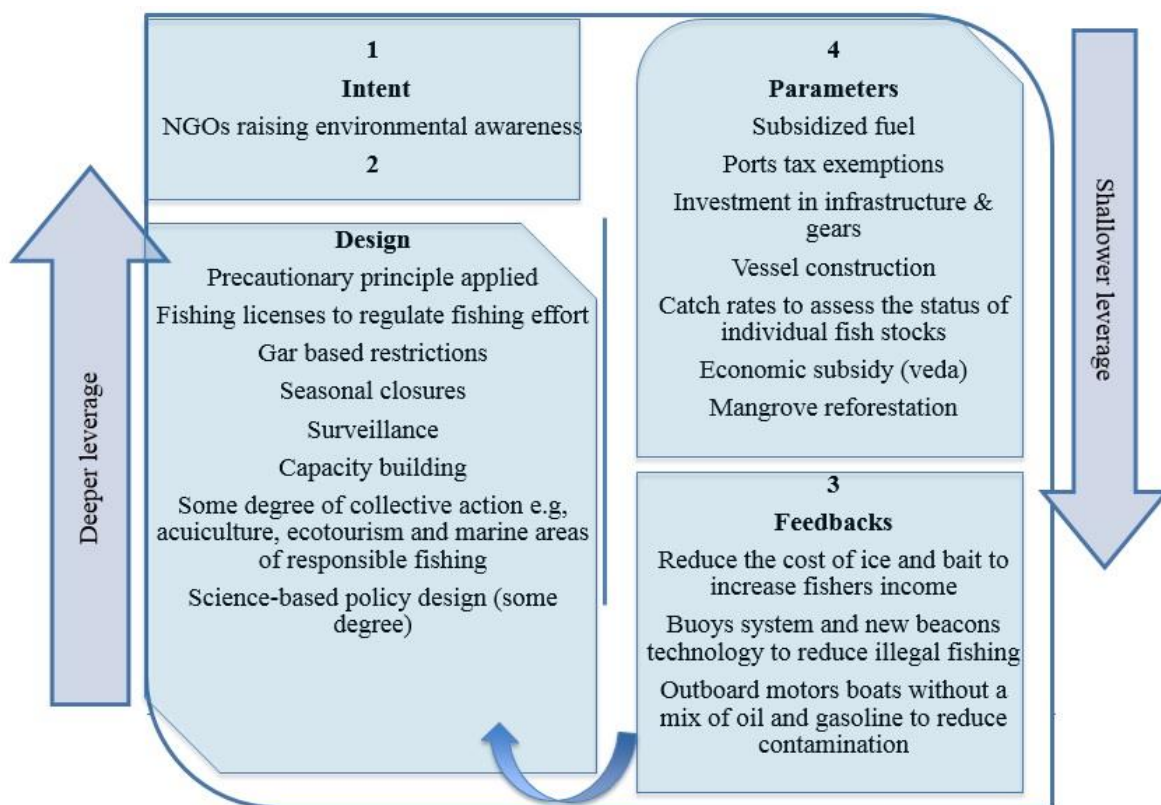 1
Intent
NGOs raising environmental awareness
2
Design
Precautionary principle applied
Fishing licenses to regulate fishing effort
Gar based restrictions
Seasonal closures
Surveillance
Capacity building
Some degree of collective action e.g,
acuiculture, ecotourism and marine areas
of responsible fishing
Science-based policy design (some
degree)
4
Parameters
Subsidized fuel
Ports tax exemptions
Investment in infrastructure &
gears
Vessel construction
Catch rates to assess the status of
individual fish stocks
Economic subsidy (veda)
Mangrove reforestation
3
Feedbacks
Reduce the cost of ice and bait to
increase fishers income
Buoys system and new beacons
technology to reduce illegal fishing
Outboard motors boats without a
mix of oil and gasoline to reduce
contamination
Deeper leverage
Shallower leverage